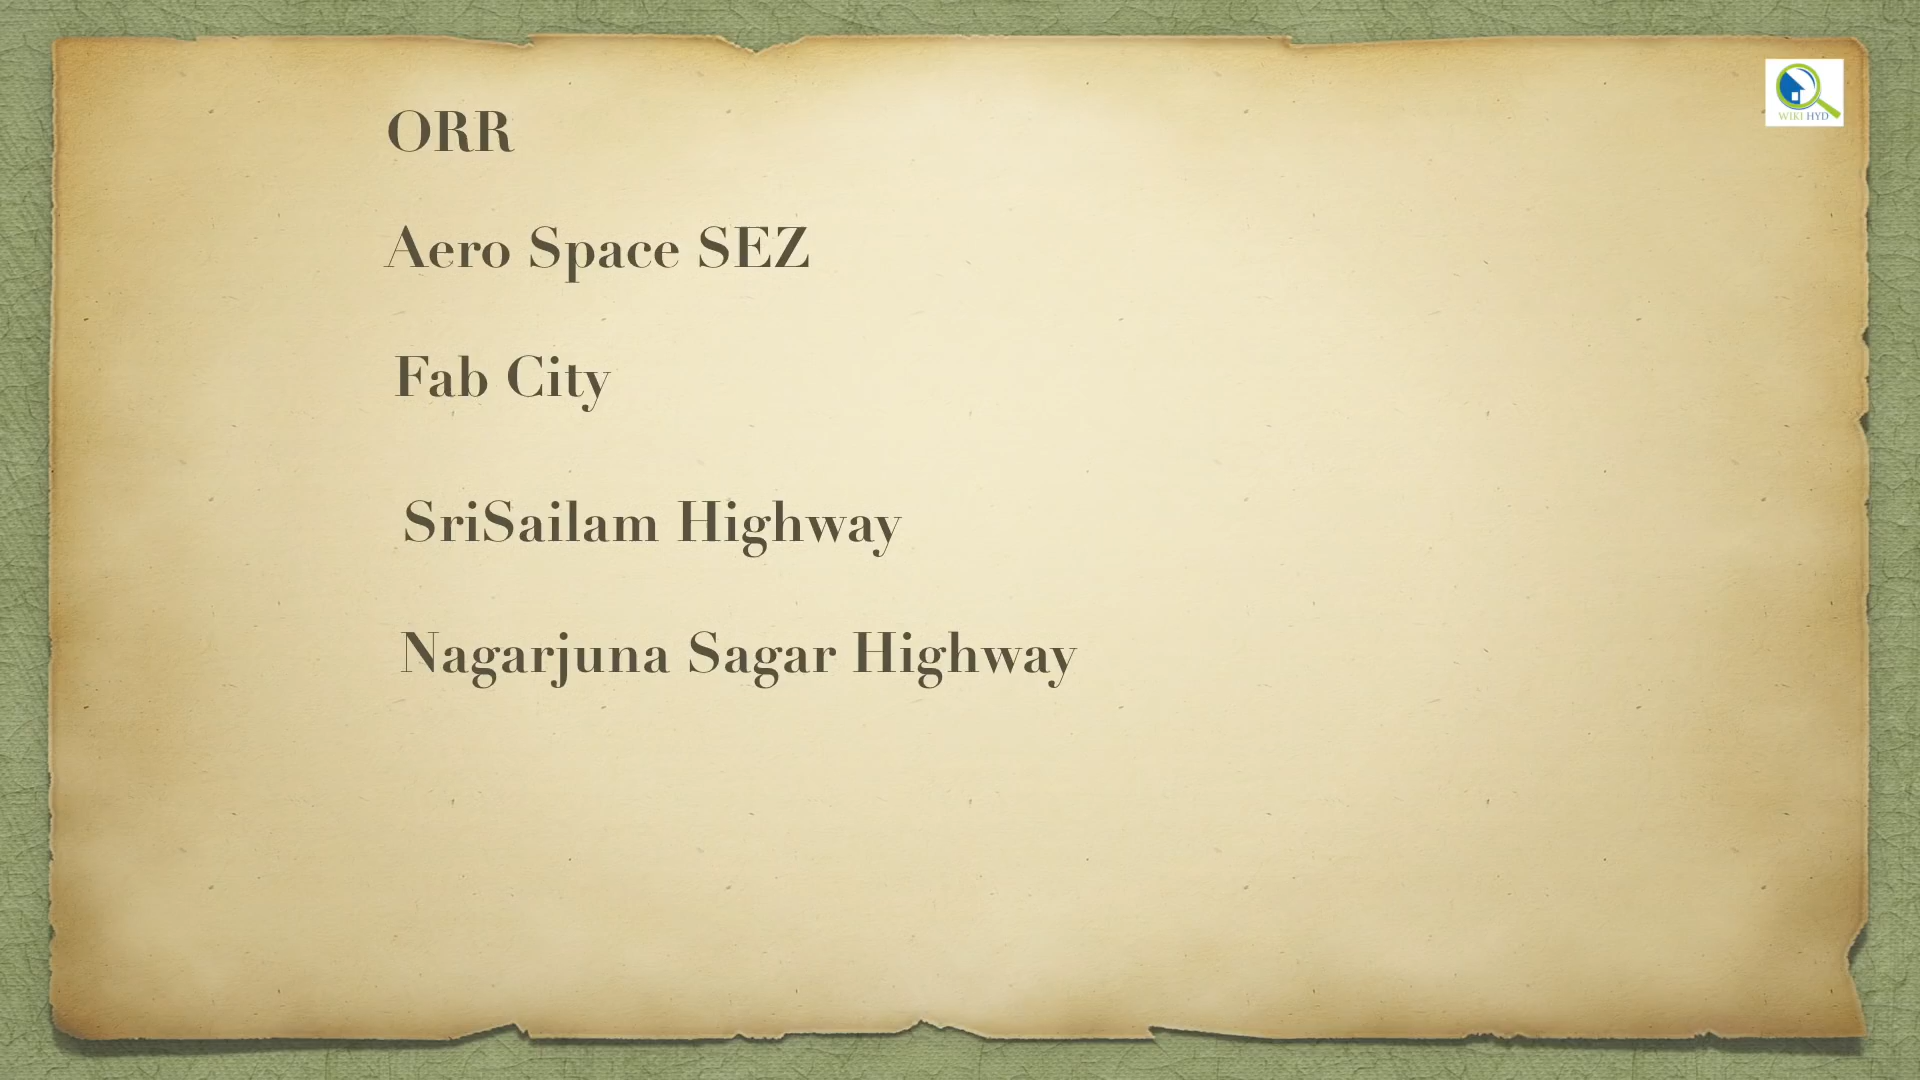 WIKI HYD
ORR
Aero Space SEZ
Fab City
SriSailam Highway
Nagarjuna Sagar Highway